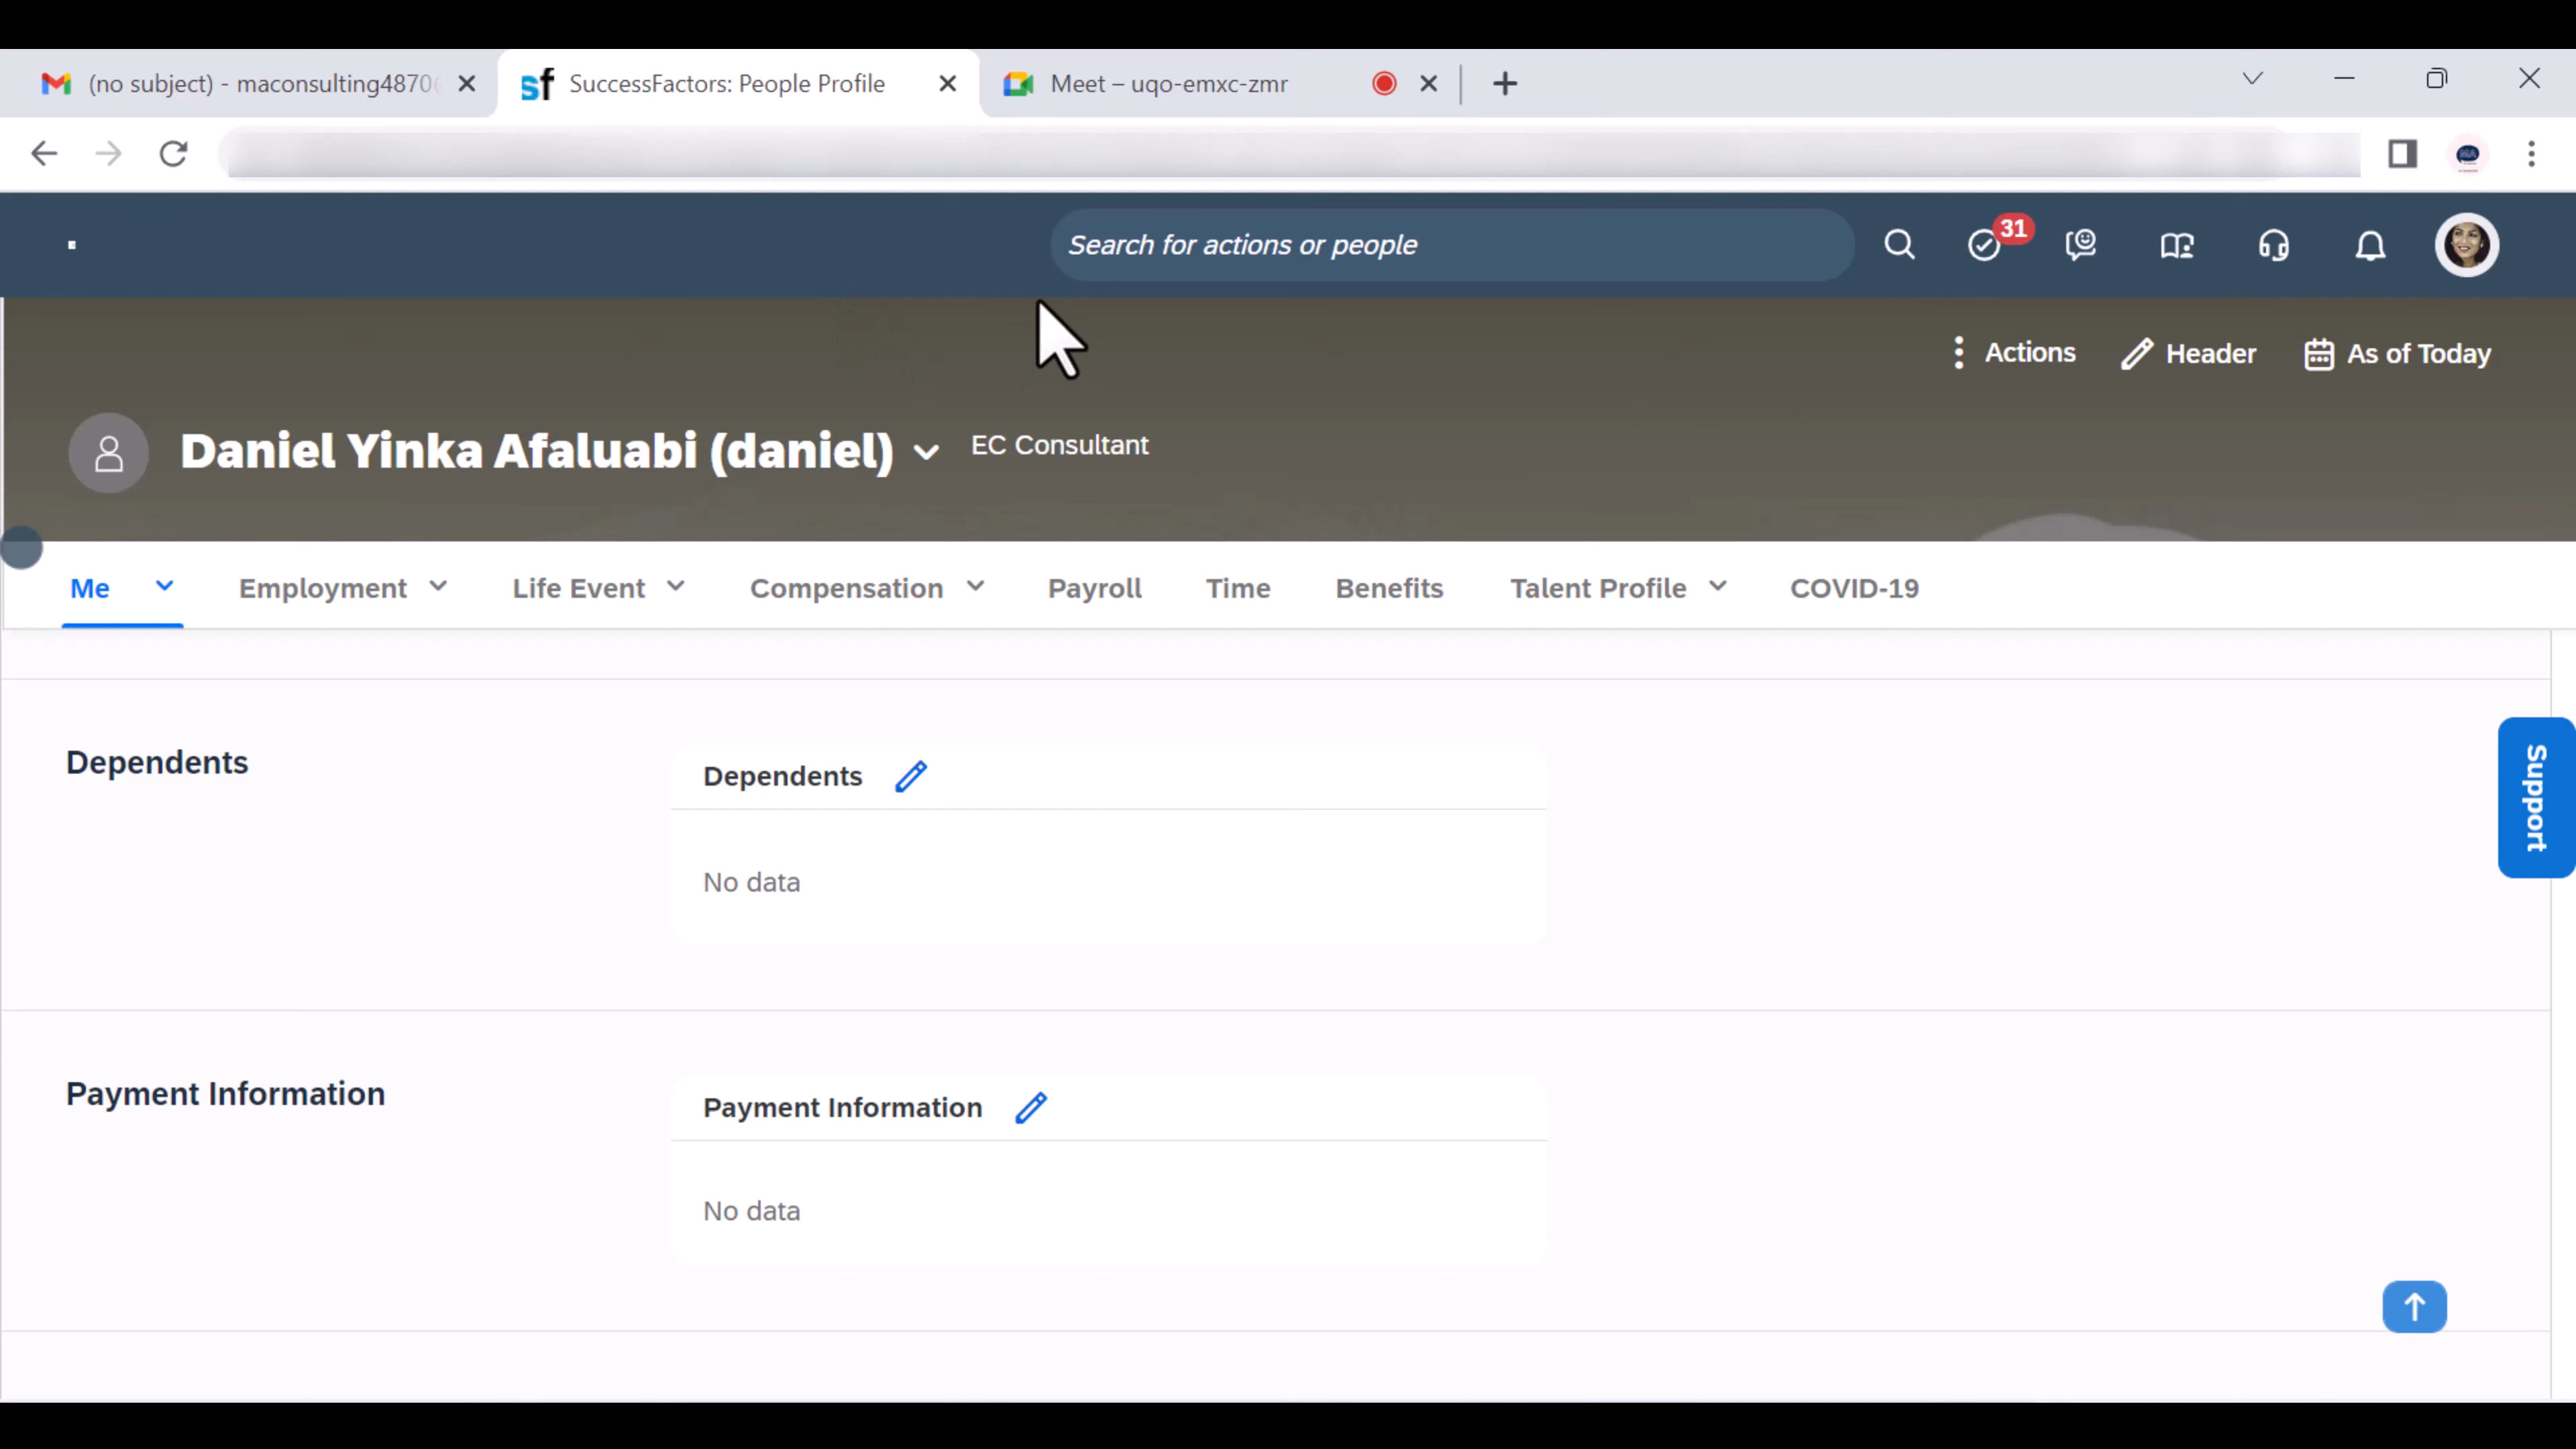 (no subject) - maconsulting4870
SuccessFactors: People Profile
Meet – uqo-emxc-zmr
Search for actions or people
31
Actions
Header
As of Today
Daniel Yinka Afaluabi (daniel)
EC Consultant
Me
Employment
Life Event
Compensation
Payroll
Time
Benefits
Talent Profile
COVID-19
Dependents
Dependents
No data
Support
Payment Information
Payment Information
No data